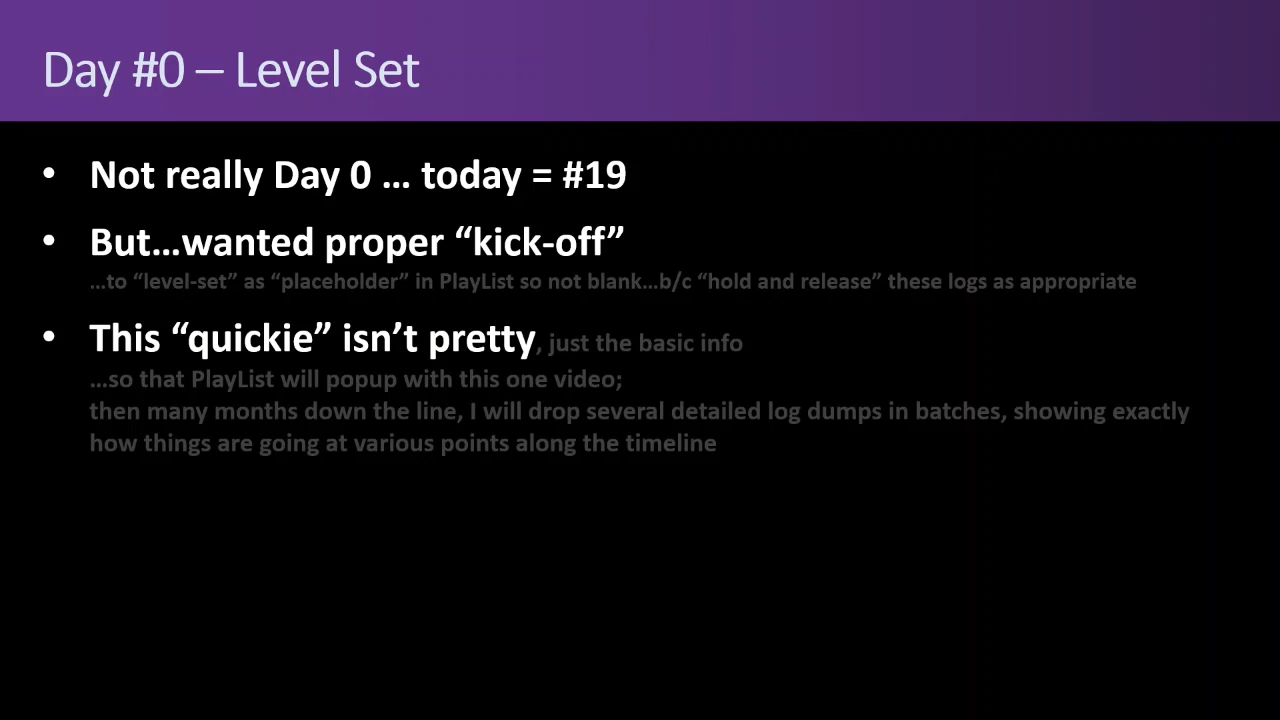 Day #0 – Level Set
• Not really Day 0 … today = #19
• But…wanted proper “kick-off”
…to “level-set” as “placeholder” in PlayList so not blank…b/c “hold and release” these logs as appropriate
• This “quickie” isn’t pretty, just the basic info
…so that PlayList will popup with this one video;
then many months down the line, I will drop several detailed log dumps in batches, showing exactly
how things are going at various points along the timeline